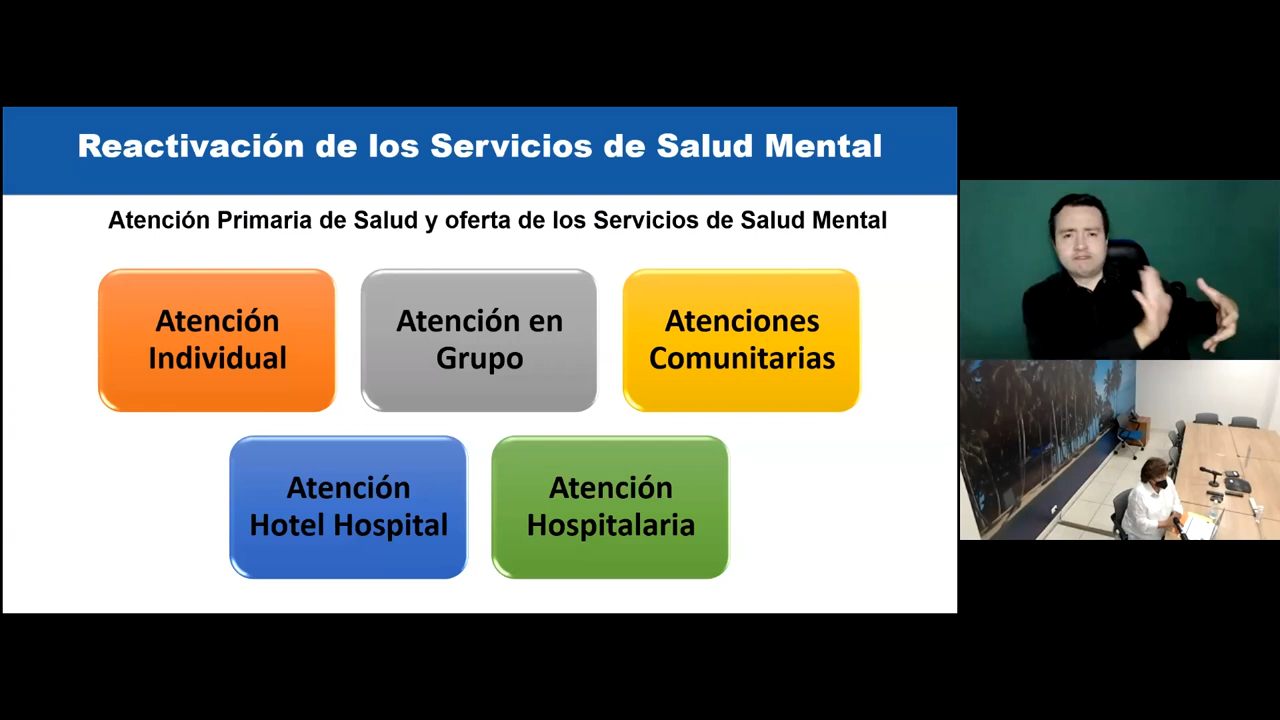 Reactivación de los Servicios de Salud Mental
Atención Primaria de Salud y oferta de los Servicios de Salud Mental
Atención
Individual
Atención en
Grupo
Atenciones
Comunitarias
Atención
Hotel Hospital
Atención
Hospitalaria